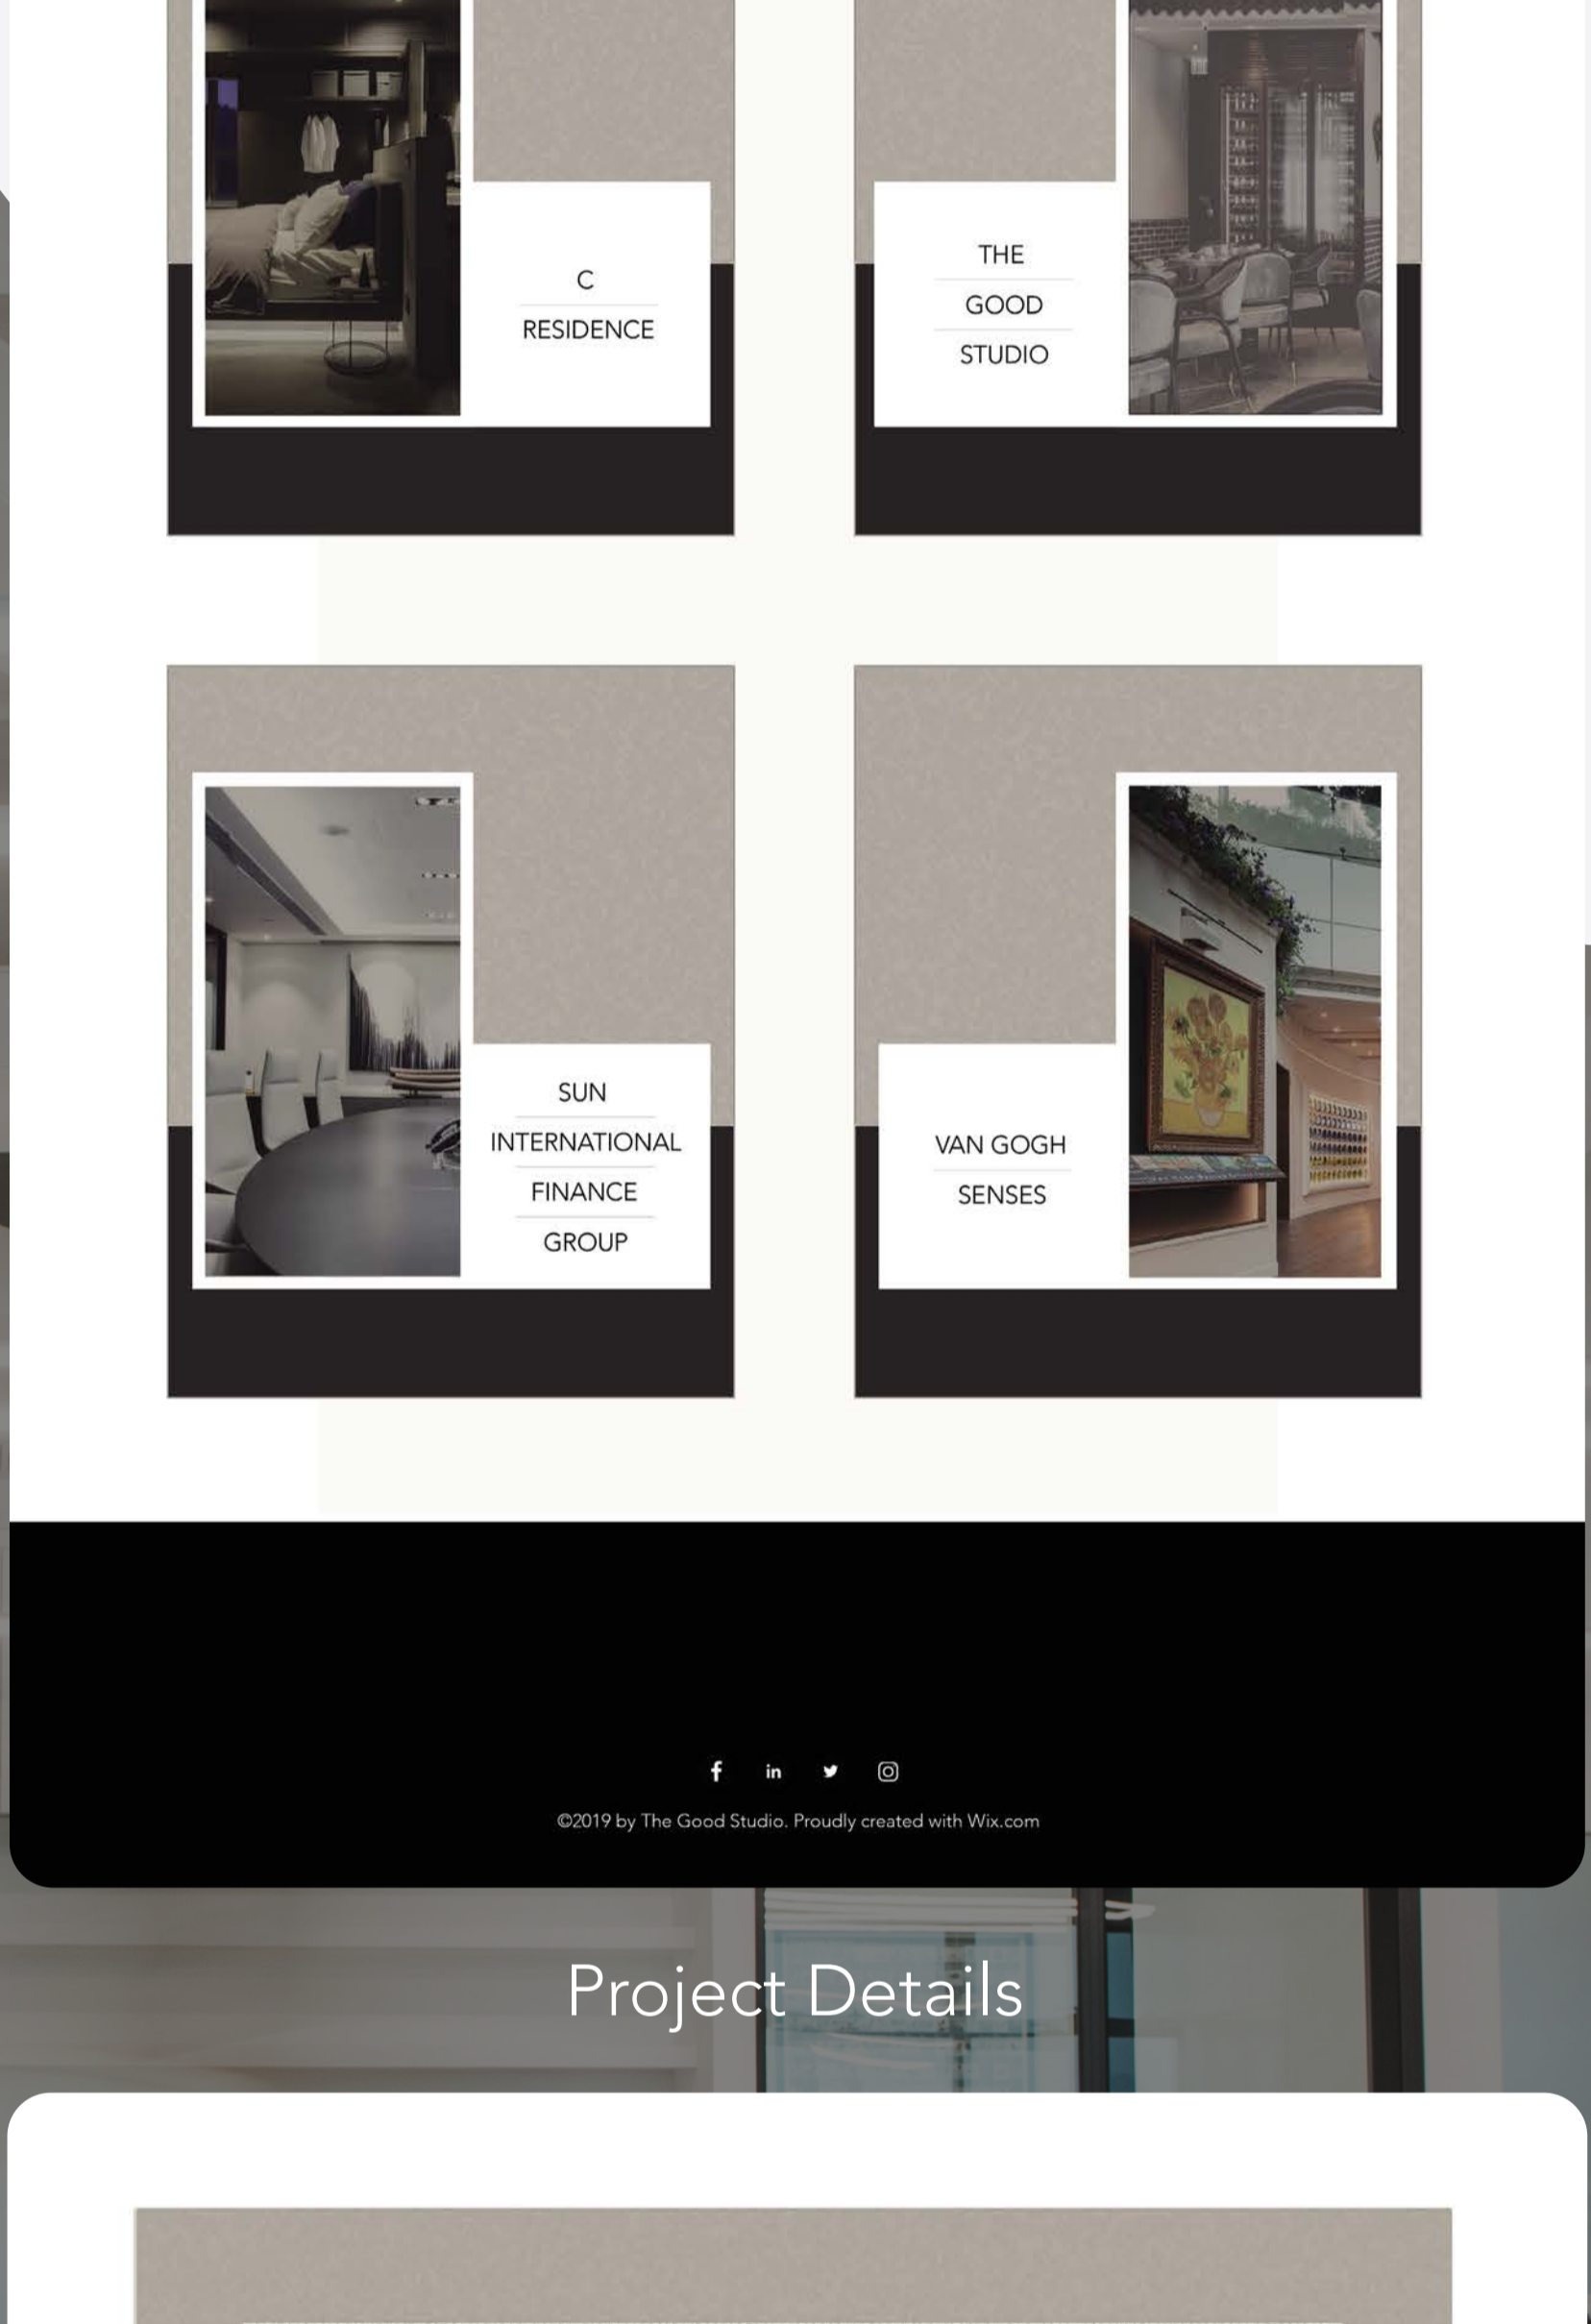 C
RESIDENCE
THE
GOOD
STUDIO
SUN
INTERNATIONAL
FINANCE
GROUP
VAN GOGH
SENSES
©2019 by The Good Studio. Proudly created with Wix.com
Project Details